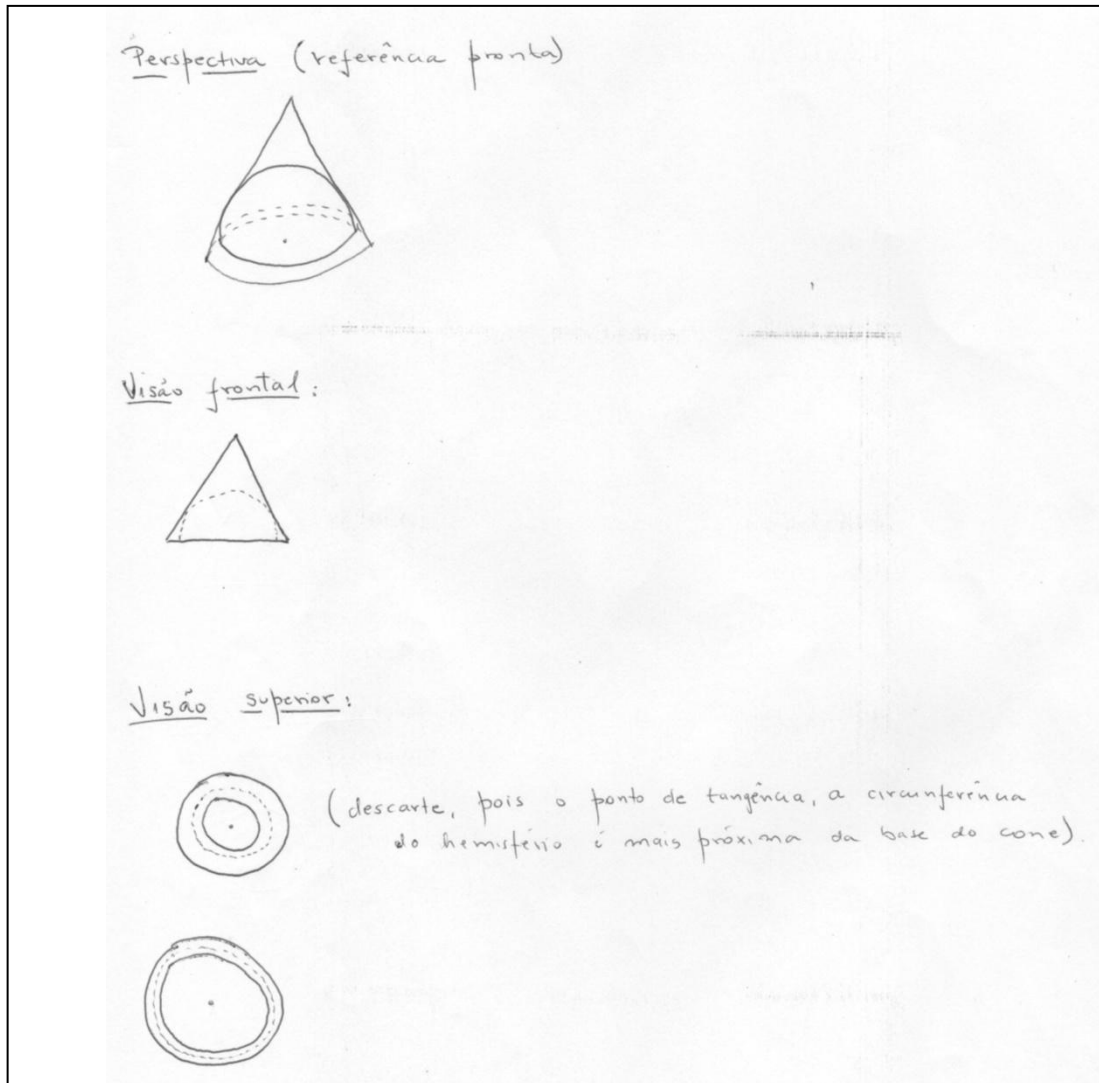 Perspectiva (referência pronta)
Visão frontal:
Visão superior:
(descarte, pois o ponto de tangência, a circunferência
do hemisfério é mais próxima da base do cone).